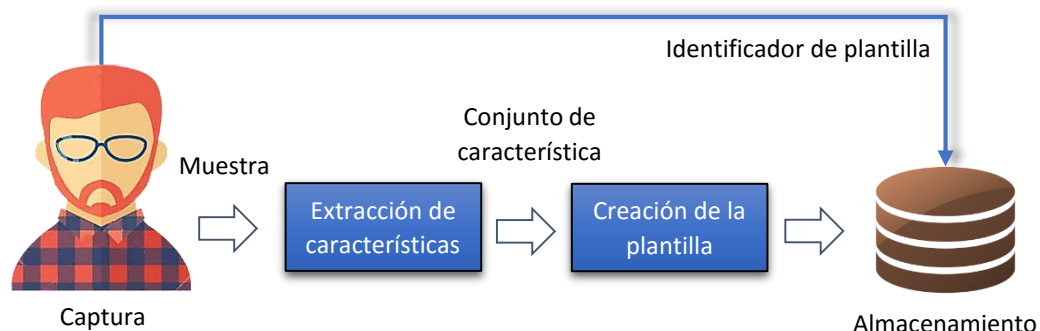 Identificador de plantilla
Conjunto de
característica
Muestra
Extracción de
características
Creación de la
plantilla
Captura
Almacenamiento